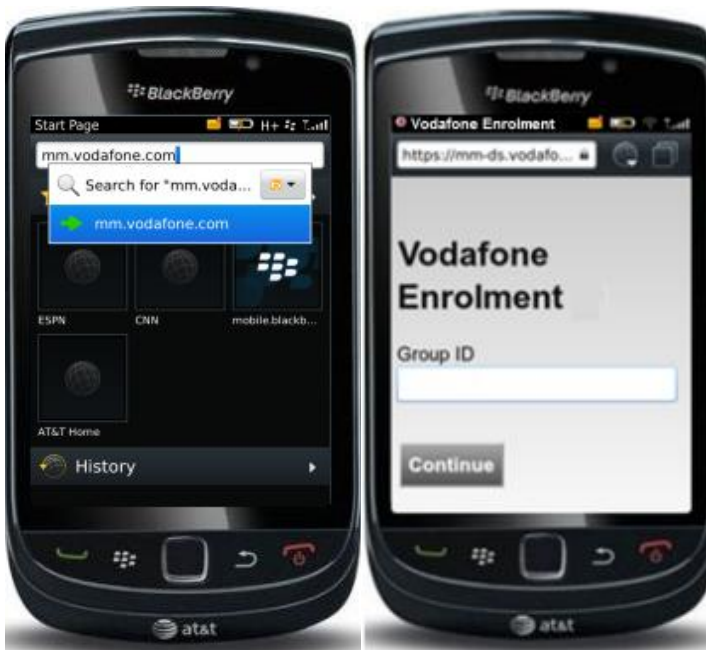 BlackBerry
Start Page
H+
mm.vodafone.com
Search for "mm.voda...
mm.vodafone.com
ESPN
CNN
mobile.blackb...
AT&T Home
History
at&t
BlackBerry
Vodafone Enrolment
https://mm-ds.vodafo...
Vodafone
Enrolment
Group ID
Continue
at&t